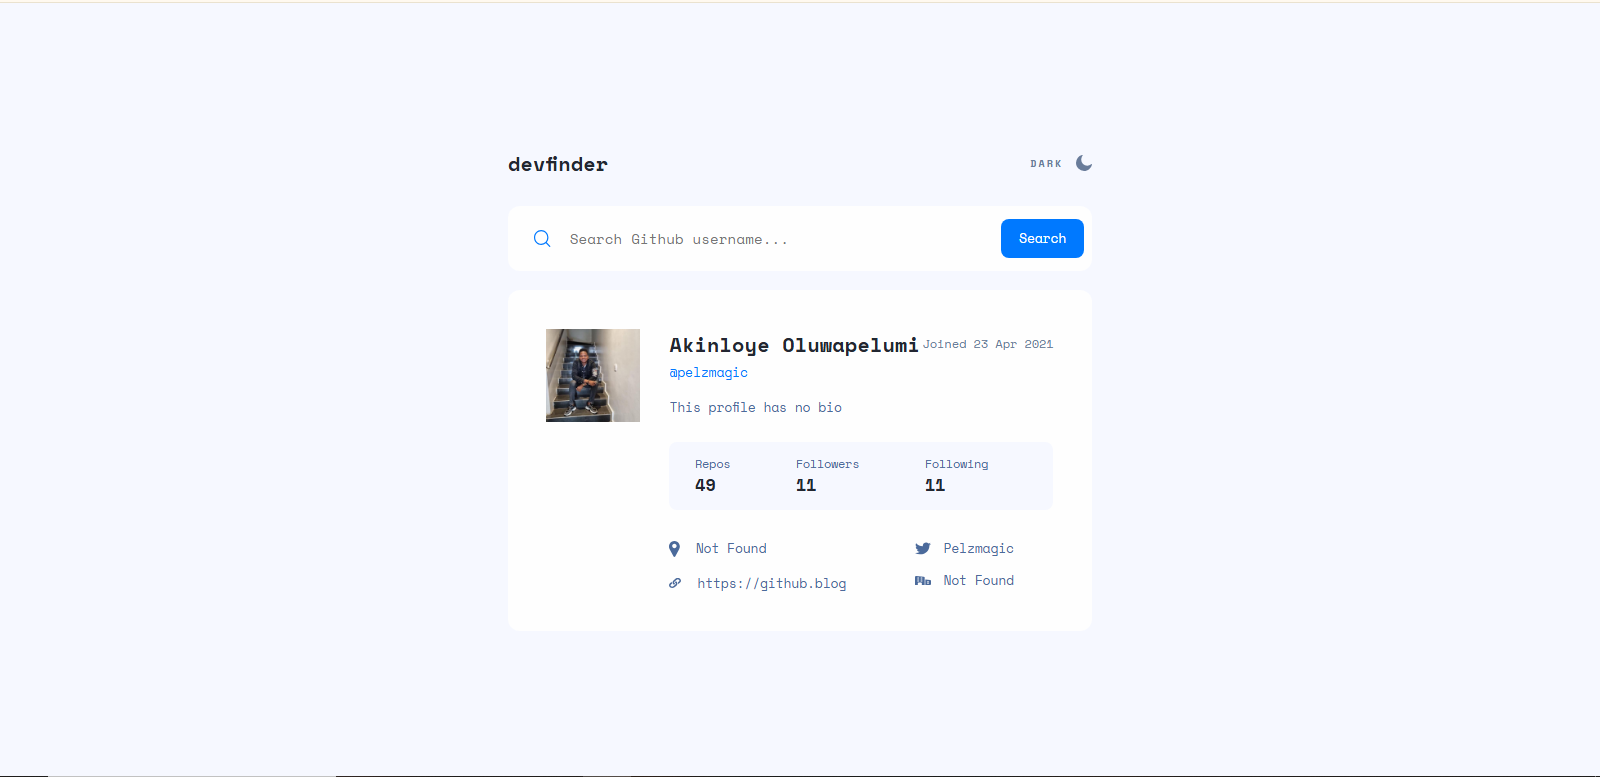 devfinder
DARK
Search Github username...
Search
Akinloye Oluwapelumi
Joined 23 Apr 2021
@pelzmagic
This profile has no bio
Repos Followers Following
49 11 11
Not Found
Pelzmagic
https://github.blog
Not Found